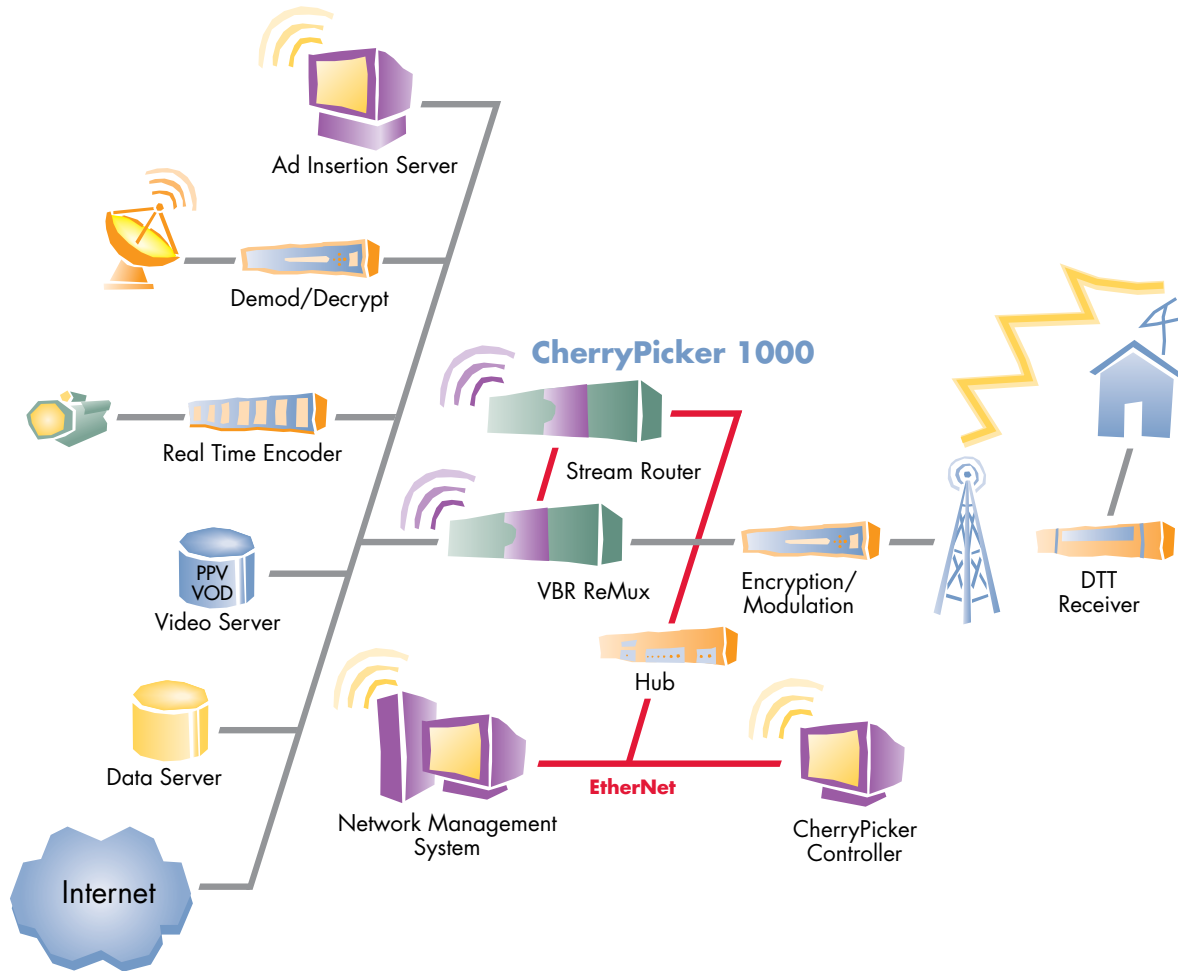 Ad Insertion Server
Demod/Decrypt
CherryPicker 1000
Real Time Encoder
Stream Router
PPV
VOD
Video Server
VBR ReMux
Encryption/
Modulation
DTT
Receiver
Hub
Data Server
EtherNet
Network Management
System
CherryPicker
Controller
Internet